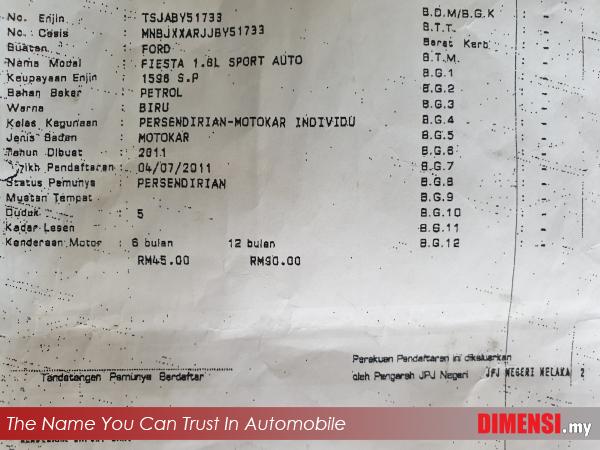 No. Enjin : TSJABY51733 B.D.M/B.G.K : -
No. Casis : MNBJXXARJJBY51733 B.T.T. : -
Buatan : FORD Berat Kerb : -
Nama Model : FIESTA 1.6L SPORT AUTO B.T.M. : -
Keupayaan Enjin : 1596 S.P B.G.1 : -
Bahan Bakar : PETROL B.G.2 : -
Warna : BIRU B.G.3 : -
Kelas Kegunaan : PERSENDIRIAN-MOTOKAR INDIVIDU B.G.4 : -
Jenis Badan : MOTOKAR B.G.5 : -
Tahun Dibuat : 2011 B.G.6 : -
Tarikh Pendaftaran : 04/07/2011 B.G.7 : -
Status Pemunya : PERSENDIRIAN B.G.8 : -
Muatan Tempat B.G.9 : -
Duduk : 5 B.G.10 : -
Kadar Lesen B.G.11 : -
Kenderaan Motor : 6 bulan 12 bulan B.G.12 : -
RM45.00 RM90.00
Perakuan Pendaftaran ini dikeluarkan
Tandatangan Pemunya Berdaftar oleh Pengarah JPJ Negeri JPJ NEGERI MELAKA 2
The Name You Can Trust In Automobile DIMENSI.my